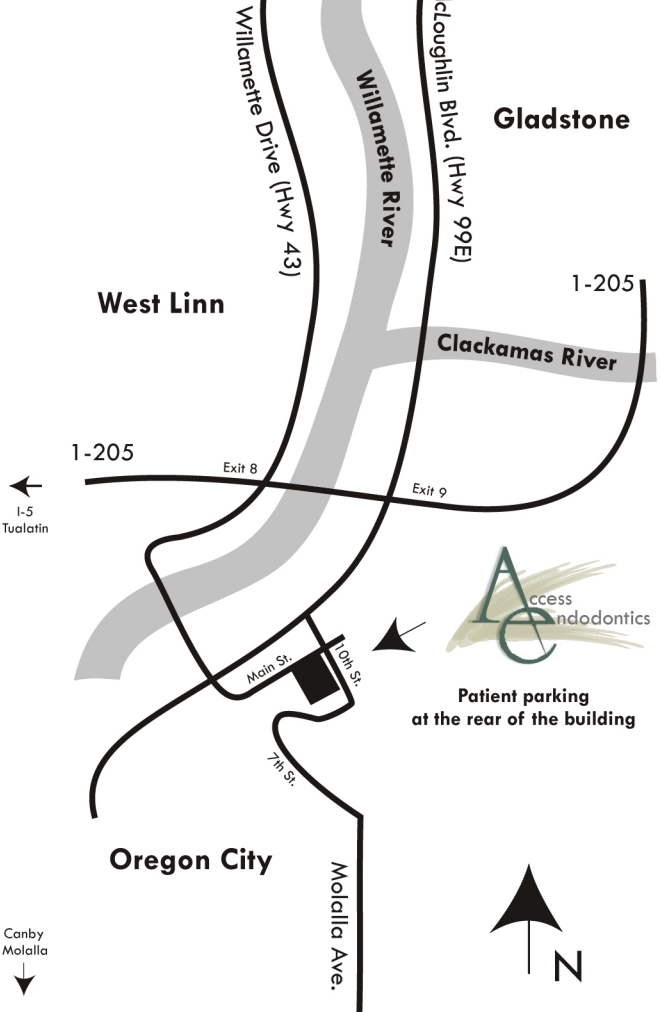 Willamette Drive (Hwy 43)
Willamette River
cLoughlin Blvd. (Hwy 99E)
Gladstone
1-205
West Linn
Clackamas River
1-205
Exit 8
Exit 9
I-5
Tualatin
Access
Endodontics
Main St.
10th St.
Patient parking
at the rear of the building
7th St.
Oregon City
Molalla Ave.
Canby
Molalla
N